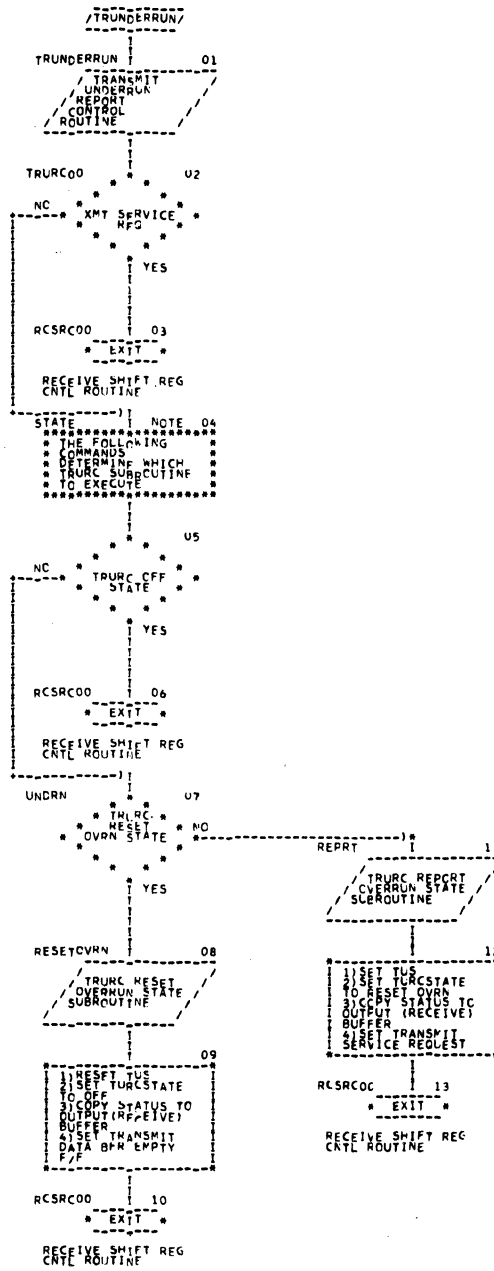 /TRUNDERRUN/
TRUNDERRUN 01
TRANSMIT
UNDERRUN
REPORT
CONTROL
ROUTINE
TRURC00 02
NO
XMT SERVICE
REQ
YES
RCSRC00 03
* EXIT *
RECEIVE SHIFT REG
CNTL ROUTINE
STATE NOTE 04
THE FOLLOWING
COMMANDS
DETERMINE WHICH
TRURC SUBROUTINE
TO EXECUTE
05
NO
TRURC OFF
STATE
YES
RCSRC00 06
* EXIT *
RECEIVE SHIFT REG
CNTL ROUTINE
UNDRN 07
TRURC
RESET
OVRN STATE
NO
YES
RESETOVRN 08
TRURC RESET
OVERRUN STATE
SUBROUTINE
09
1)RESET TUS
2)SET TURCSTATE
TO OFF
3)COPY STATUS TO
OUTPUT(RECEIVE)
BUFFER
4)SET TRANSMIT
DATA BFR EMPTY
F/F
RCSRC00 10
* EXIT *
RECEIVE SHIFT REG
CNTL ROUTINE
REPRT 1
TRURC REPORT
OVERRUN STATE
SUBROUTINE
12
1)SET TUS
2)SET TURCSTATE
TO RESET OVRN
3)COPY STATUS TO
OUTPUT (RECEIVE)
BUFFER
4)SET TRANSMIT
SERVICE REQUEST
RCSRC00 13
* EXIT *
RECEIVE SHIFT REG
CNTL ROUTINE